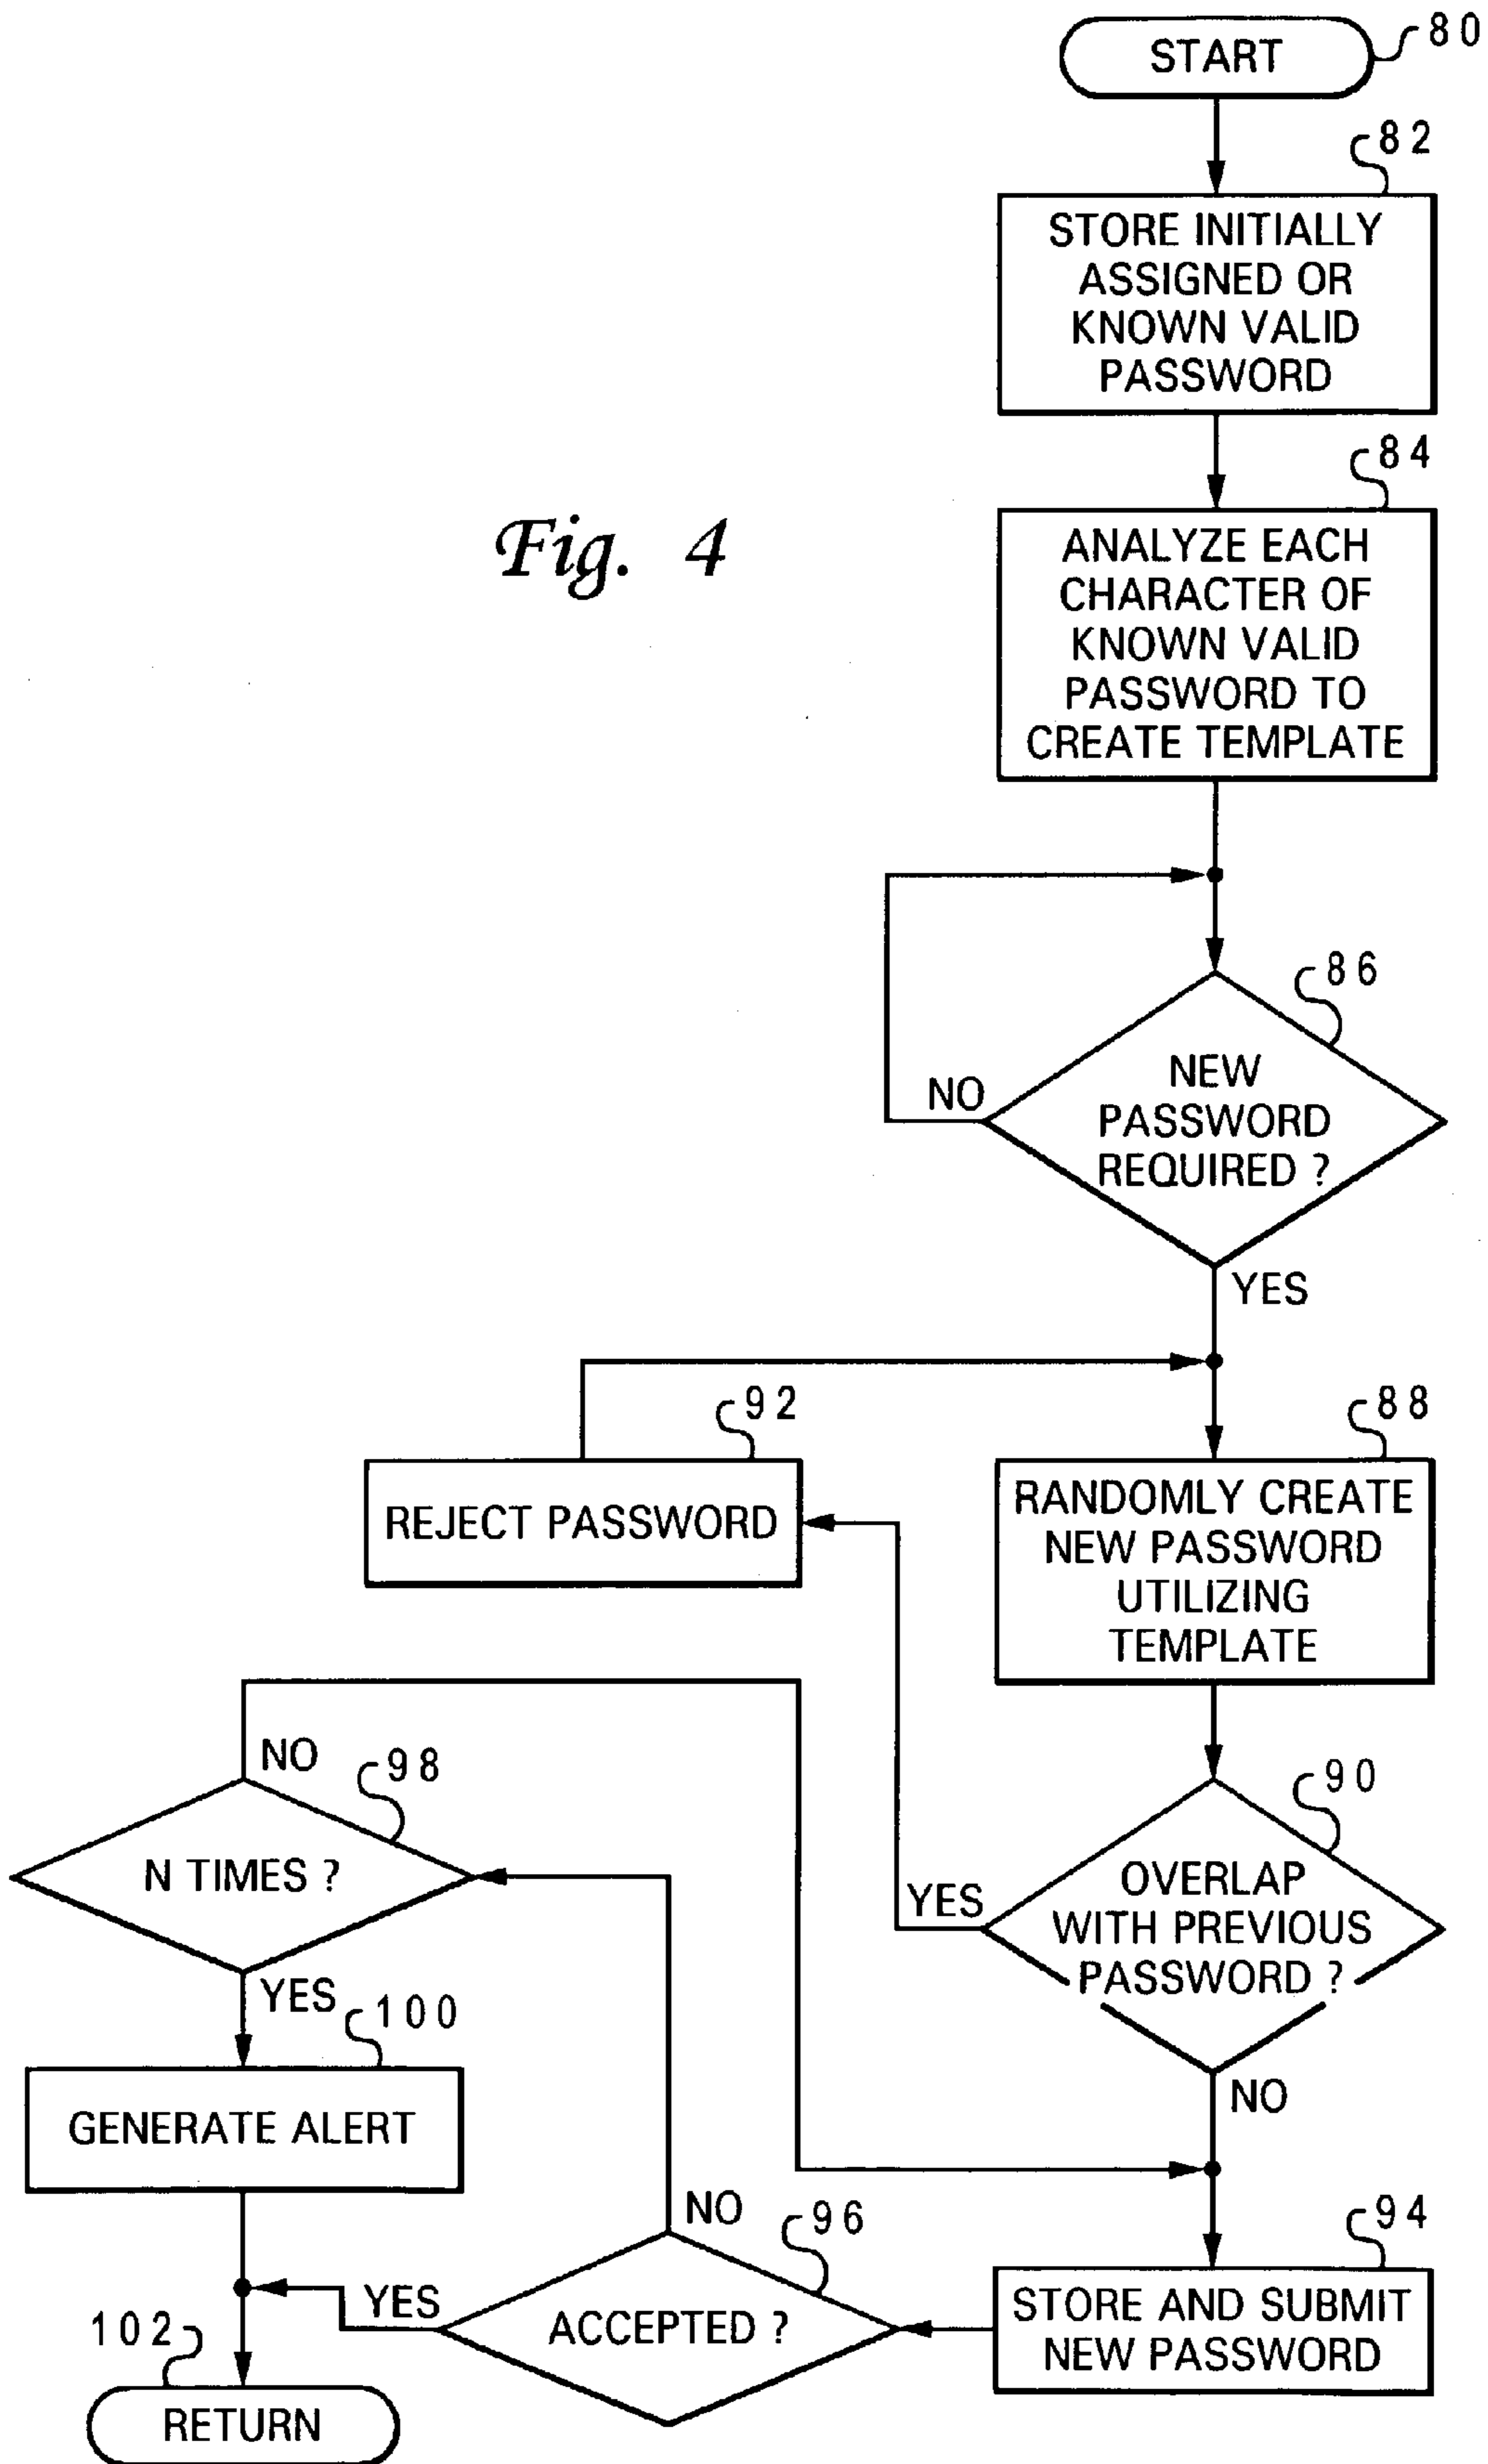 START
80
82
STORE INITIALLY
ASSIGNED OR
KNOWN VALID
PASSWORD
84
Fig. 4
ANALYZE EACH
CHARACTER OF
KNOWN VALID
PASSWORD TO
CREATE TEMPLATE
86
NEW
PASSWORD
REQUIRED ?
NO
YES
92
REJECT PASSWORD
88
RANDOMLY CREATE
NEW PASSWORD
UTILIZING
TEMPLATE
90
OVERLAP
WITH PREVIOUS
PASSWORD ?
YES
NO
NO
98
N TIMES ?
YES
100
GENERATE ALERT
94
STORE AND SUBMIT
NEW PASSWORD
NO
96
ACCEPTED ?
YES
102
RETURN